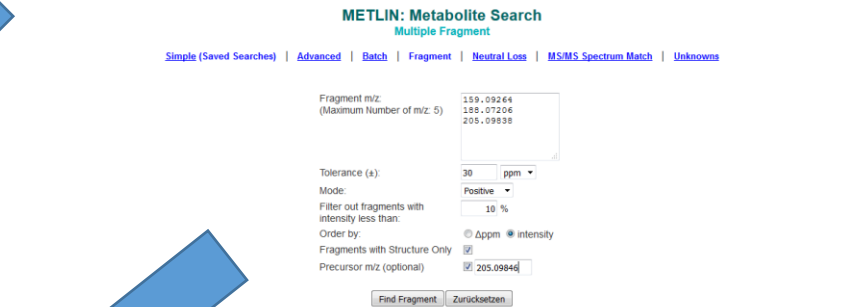 METLIN: Metabolite Search
Multiple Fragment
Simple (Saved Searches) | Advanced | Batch | Fragment | Neutral Loss | MS/MS Spectrum Match | Unknowns
Fragment m/z:
(Maximum Number of m/z: 5)
159.09264
188.07206
205.09838
Tolerance (±): 30 ppm
Mode: Positive
Filter out fragments with
intensity less than: 10 %
Order by: Δppm intensity
Fragments with Structure Only
Precursor m/z (optional) 205.09846
Find Fragment Zurücksetzen